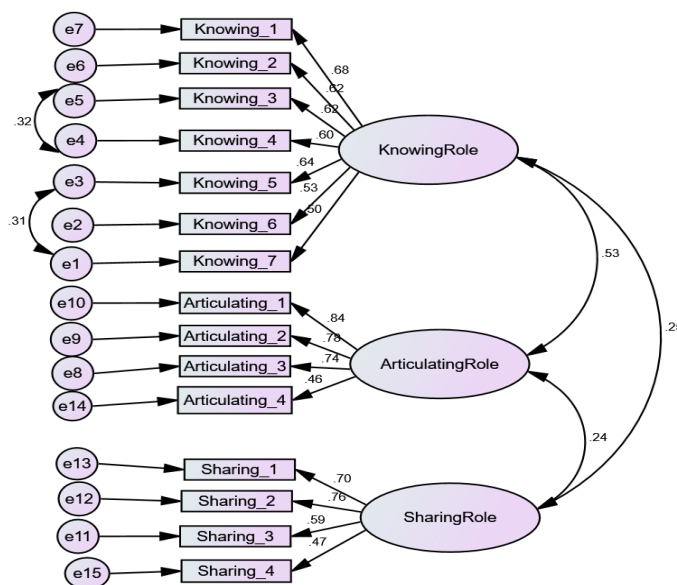 e7
Knowing_1
.68
e6
Knowing_2
.62
e5
Knowing_3
.62
.32
e4
Knowing_4
.60
KnowingRole
e3
Knowing_5
.64
.31
e2
Knowing_6
.53
e1
Knowing_7
.50
.53
e10
Articulating_1
.84
e9
Articulating_2
.78
e8
Articulating_3
.74
ArticulatingRole
e14
Articulating_4
.46
.24
e13
Sharing_1
.70
e12
Sharing_2
.76
SharingRole
e11
Sharing_3
.59
e15
Sharing_4
.47